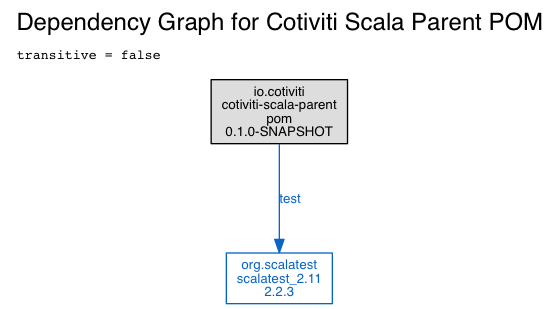 Dependency Graph for Cotiviti Scala Parent POM
transitive = false
io.cotiviti
cotiviti-scala-parent
pom
0.1.0-SNAPSHOT
test
org.scalatest
scalatest_2.11
2.2.3